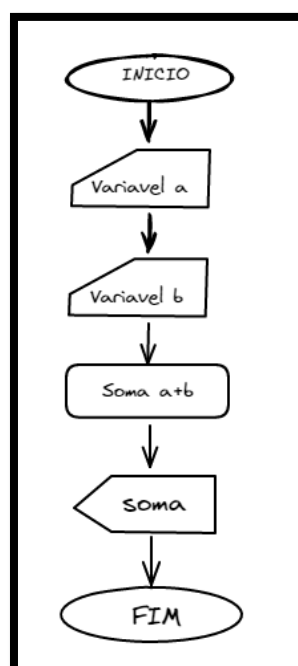 INICIO
Variavel a
Variavel b
Soma a+b
soma
FIM